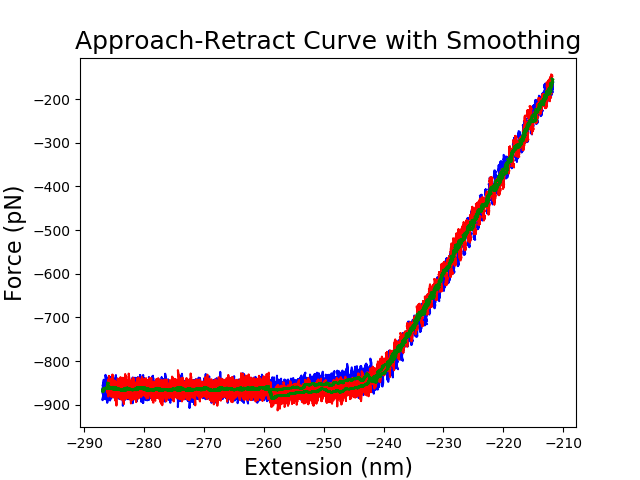 Approach-Retract Curve with Smoothing
Force (pN)
−200
−300
−400
−500
−600
−700
−800
−900
−290 −280 −270 −260 −250 −240 −230 −220 −210
Extension (nm)